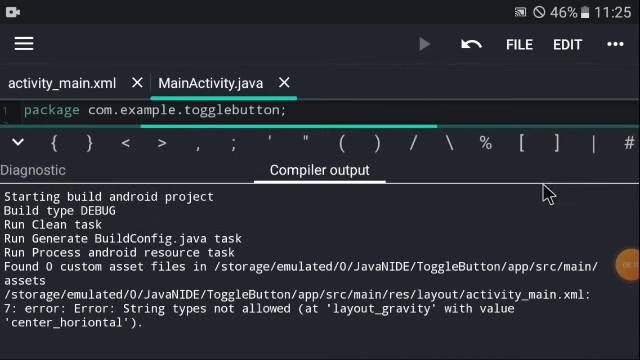 46% 11:25
FILE EDIT
activity_main.xml MainActivity.java
1 package com.example.togglebutton;
{ } < > , ; ' " ( ) / \ % [ ] | #
Diagnostic Compiler output
Starting build android project
Build type DEBUG
Run Clean task
Run Generate BuildConfig.java task
Run Process android resource task
Found 0 custom asset files in /storage/emulated/0/JavaNIDE/ToggleButton/app/src/main/
assets
/storage/emulated/0/JavaNIDE/ToggleButton/app/src/main/res/layout/activity_main.xml:
7: error: Error: String types not allowed (at 'layout_gravity' with value
'center_horiontal').